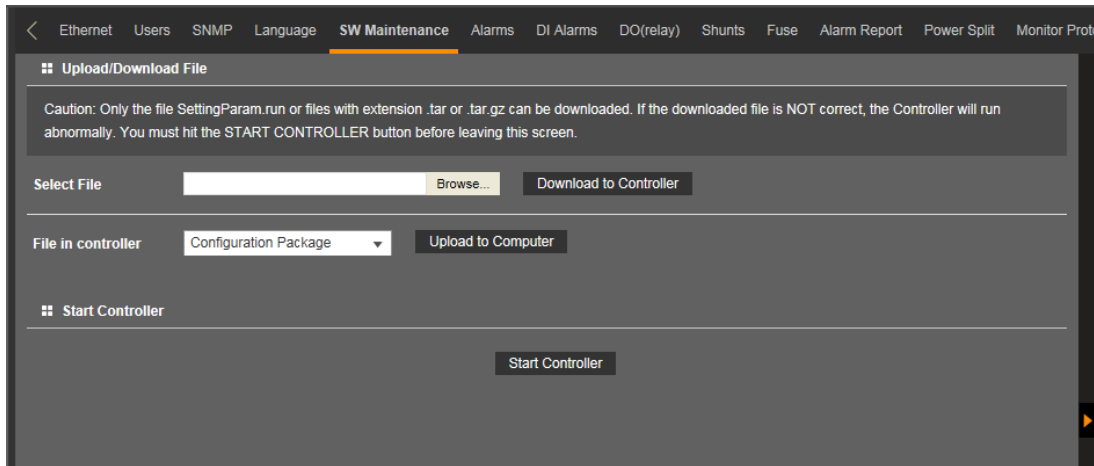 Ethernet Users SNMP Language SW Maintenance Alarms DI Alarms DO(relay) Shunts Fuse Alarm Report Power Split Monitor Prot
Upload/Download File
Caution: Only the file SettingParam.run or files with extension .tar or .tar.gz can be downloaded. If the downloaded file is NOT correct, the Controller will run
abnormally. You must hit the START CONTROLLER button before leaving this screen.
Select File Browse... Download to Controller
File in controller Configuration Package Upload to Computer
Start Controller
Start Controller